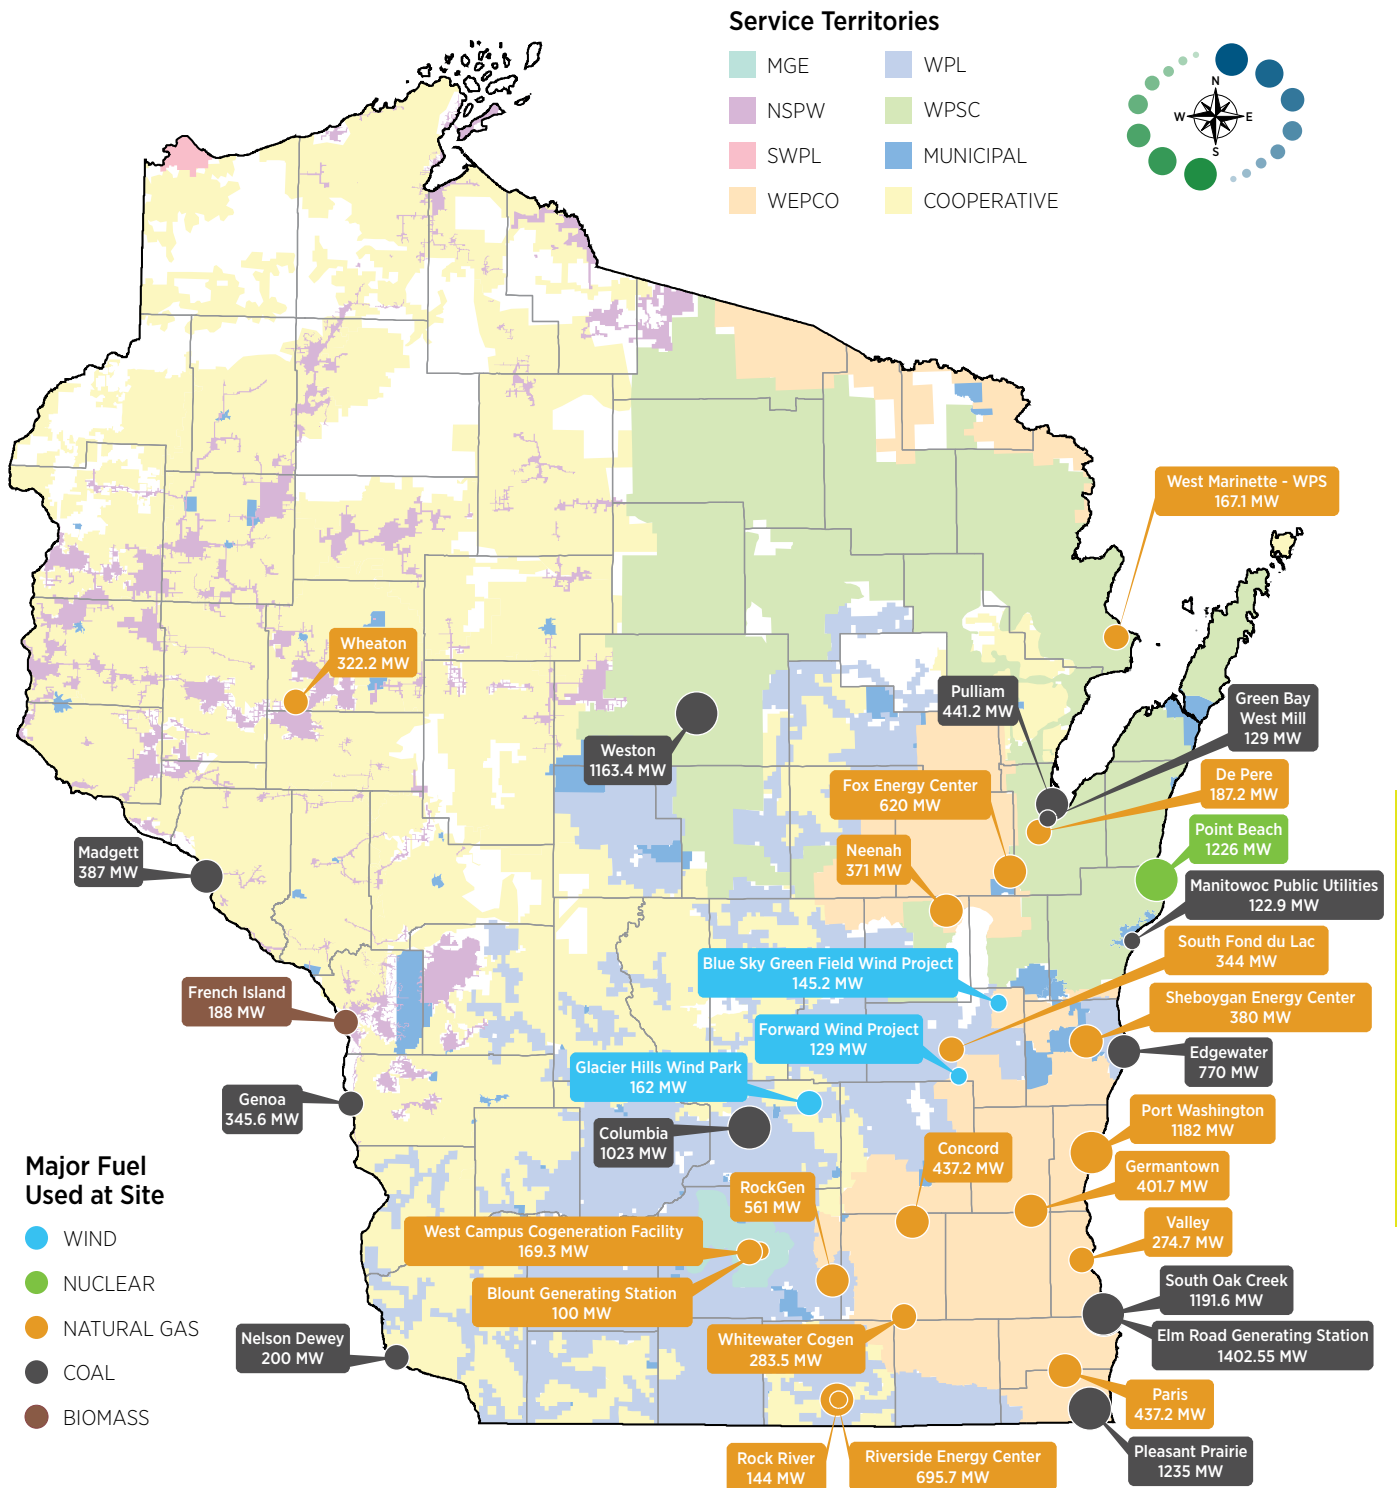 Service Territories
MGE
WPL
NSPW
WPSC
SWPL
MUNICIPAL
WEPCO
COOPERATIVE
N
W
E
S
West Marinette - WPS
167.1 MW
Wheaton
322.2 MW
Pulliam
441.2 MW
Green Bay
West Mill
129 MW
Weston
1163.4 MW
Fox Energy Center
620 MW
De Pere
187.2 MW
Point Beach
1226 MW
Neenah
371 MW
Madgett
387 MW
Manitowoc Public Utilities
122.9 MW
South Fond du Lac
344 MW
Blue Sky Green Field Wind Project
145.2 MW
French Island
188 MW
Sheboygan Energy Center
380 MW
Forward Wind Project
129 MW
Edgewater
770 MW
Glacier Hills Wind Park
162 MW
Genoa
345.6 MW
Port Washington
1182 MW
Columbia
1023 MW
Concord
437.2 MW
Germantown
401.7 MW
RockGen
561 MW
Valley
274.7 MW
West Campus Cogeneration Facility
169.3 MW
Blount Generating Station
100 MW
South Oak Creek
1191.6 MW
Elm Road Generating Station
1402.55 MW
Nelson Dewey
200 MW
Whitewater Cogen
283.5 MW
Paris
437.2 MW
Pleasant Prairie
1235 MW
Rock River
144 MW
Riverside Energy Center
695.7 MW
Major Fuel
Used at Site
WIND
NUCLEAR
NATURAL GAS
COAL
BIOMASS